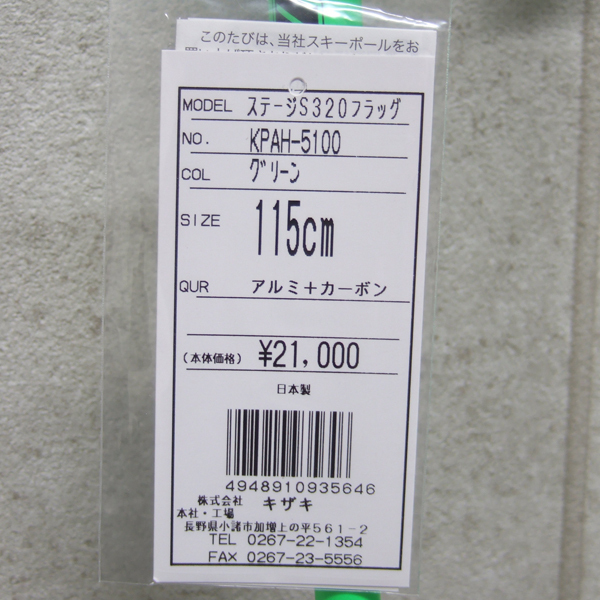 このたびは、当社スキーポールをお
MODEL ステージS320フラッグ
NO. KPAH-5100
COL グリーン
SIZE 115cm
QUR アルミ+カーボン
(本体価格) ¥21,000
日本製
4948910935646
株式会社 キザキ
本社・工場
長野県小諸市加増上の平561-2
TEL 0267-22-1354
FAX 0267-23-5556